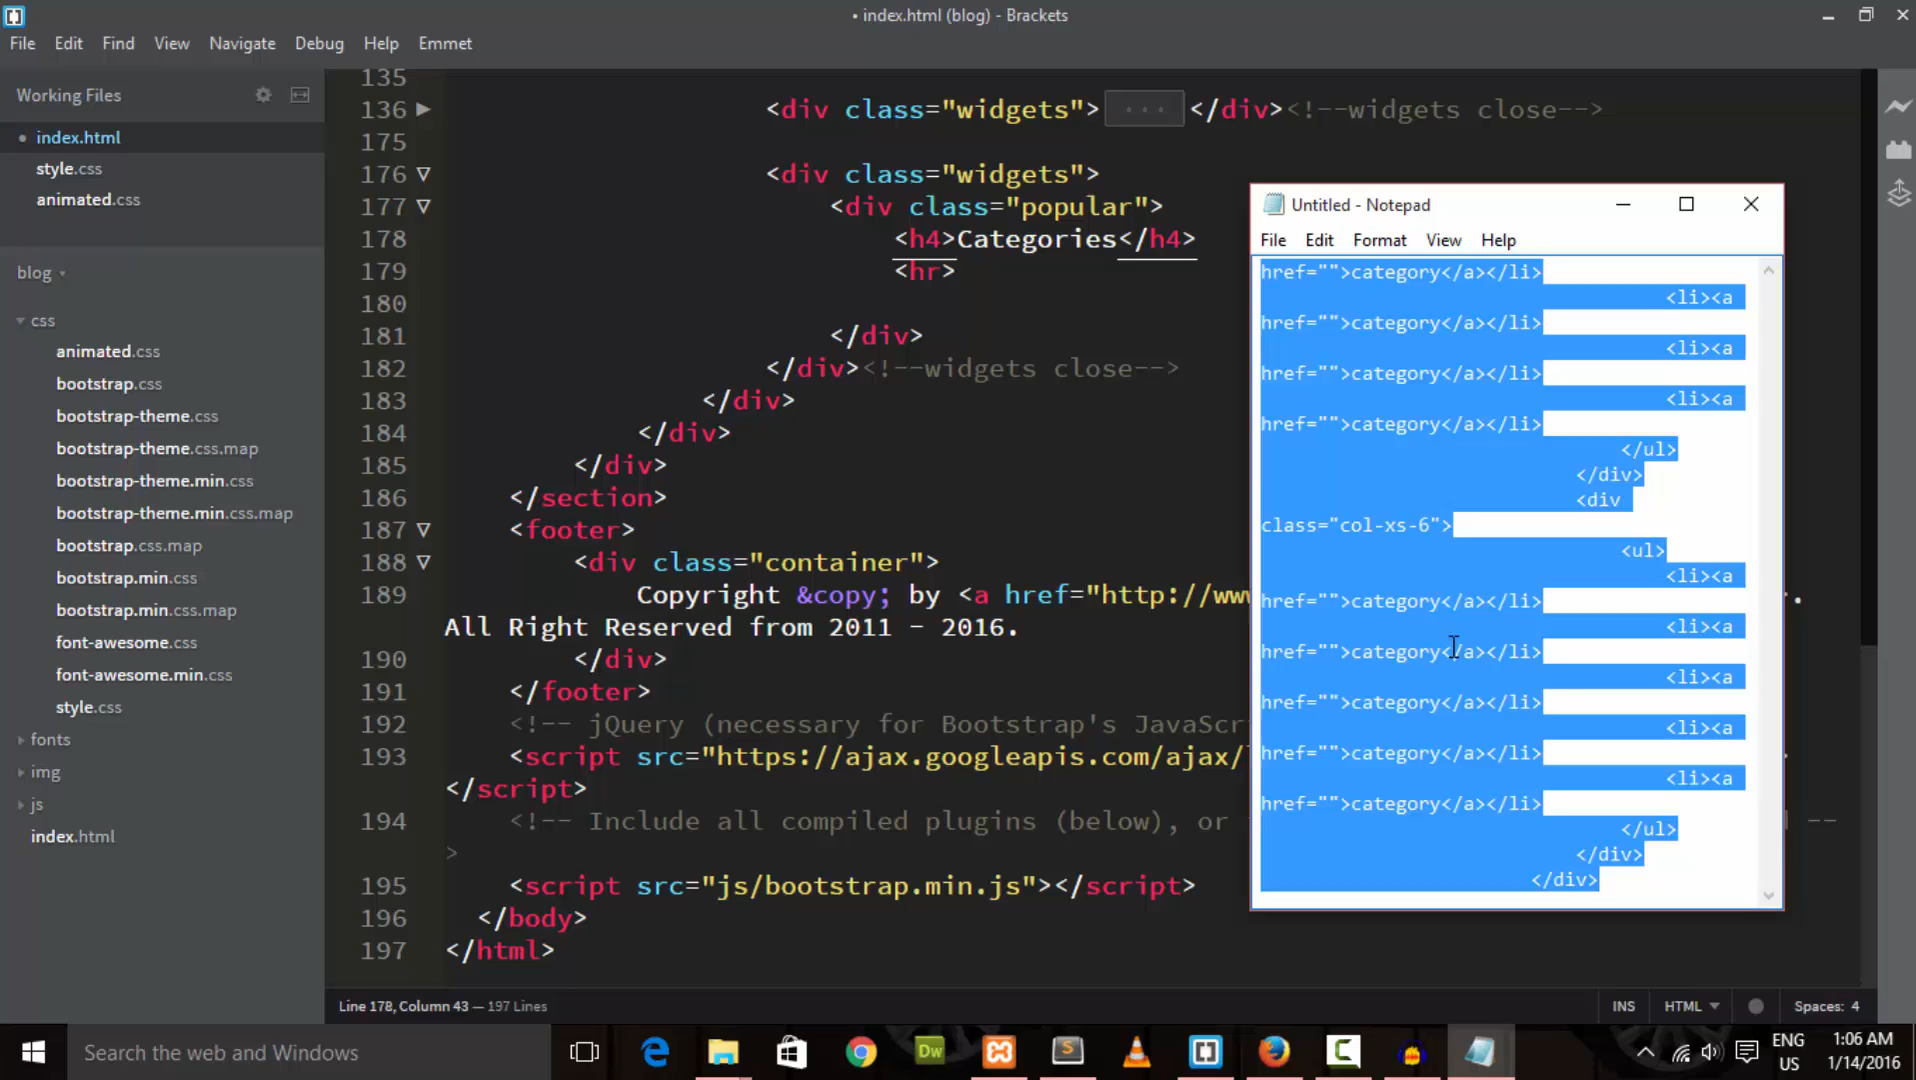 • index.html (blog) - Brackets
File Edit Find View Navigate Debug Help Emmet
Working Files
• index.html
style.css
animated.css
blog
css
animated.css
bootstrap.css
bootstrap-theme.css
bootstrap-theme.css.map
bootstrap-theme.min.css
bootstrap-theme.min.css.map
bootstrap.css.map
bootstrap.min.css
bootstrap.min.css.map
font-awesome.css
font-awesome.min.css
style.css
fonts
img
js
index.html
135
136 <div class="widgets"> ... </div><!--widgets close-->
175
176 <div class="widgets">
177 <div class="popular">
178 <h4>Categories</h4>
179 <hr>
180
181 </div>
182 </div><!--widgets close-->
183 </div>
184 </div>
185 </div>
186 </section>
187 <footer>
188 <div class="container">
189 Copyright &copy; by <a href="http://ww
.
All Right Reserved from 2011 - 2016.
190 </div>
191 </footer>
192 <!-- jQuery (necessary for Bootstrap's JavaScr
193 <script src="https://ajax.googleapis.com/ajax/
</script>
194 <!-- Include all compiled plugins (below), or
--
>
195 <script src="js/bootstrap.min.js"></script>
196 </body>
197 </html>
Untitled - Notepad
File Edit Format View Help
href="">category</a></li>
<li><a
href="">category</a></li>
<li><a
href="">category</a></li>
<li><a
href="">category</a></li>
</ul>
</div>
<div
class="col-xs-6">
<ul>
<li><a
href="">category</a></li>
<li><a
href="">category</a></li>
<li><a
href="">category</a></li>
<li><a
href="">category</a></li>
<li><a
href="">category</a></li>
</ul>
</div>
</div>
Line 178, Column 43 — 197 Lines
INS HTML Spaces: 4
Search the web and Windows
Dw
S
C
ENG
US
1:06 AM
1/14/2016